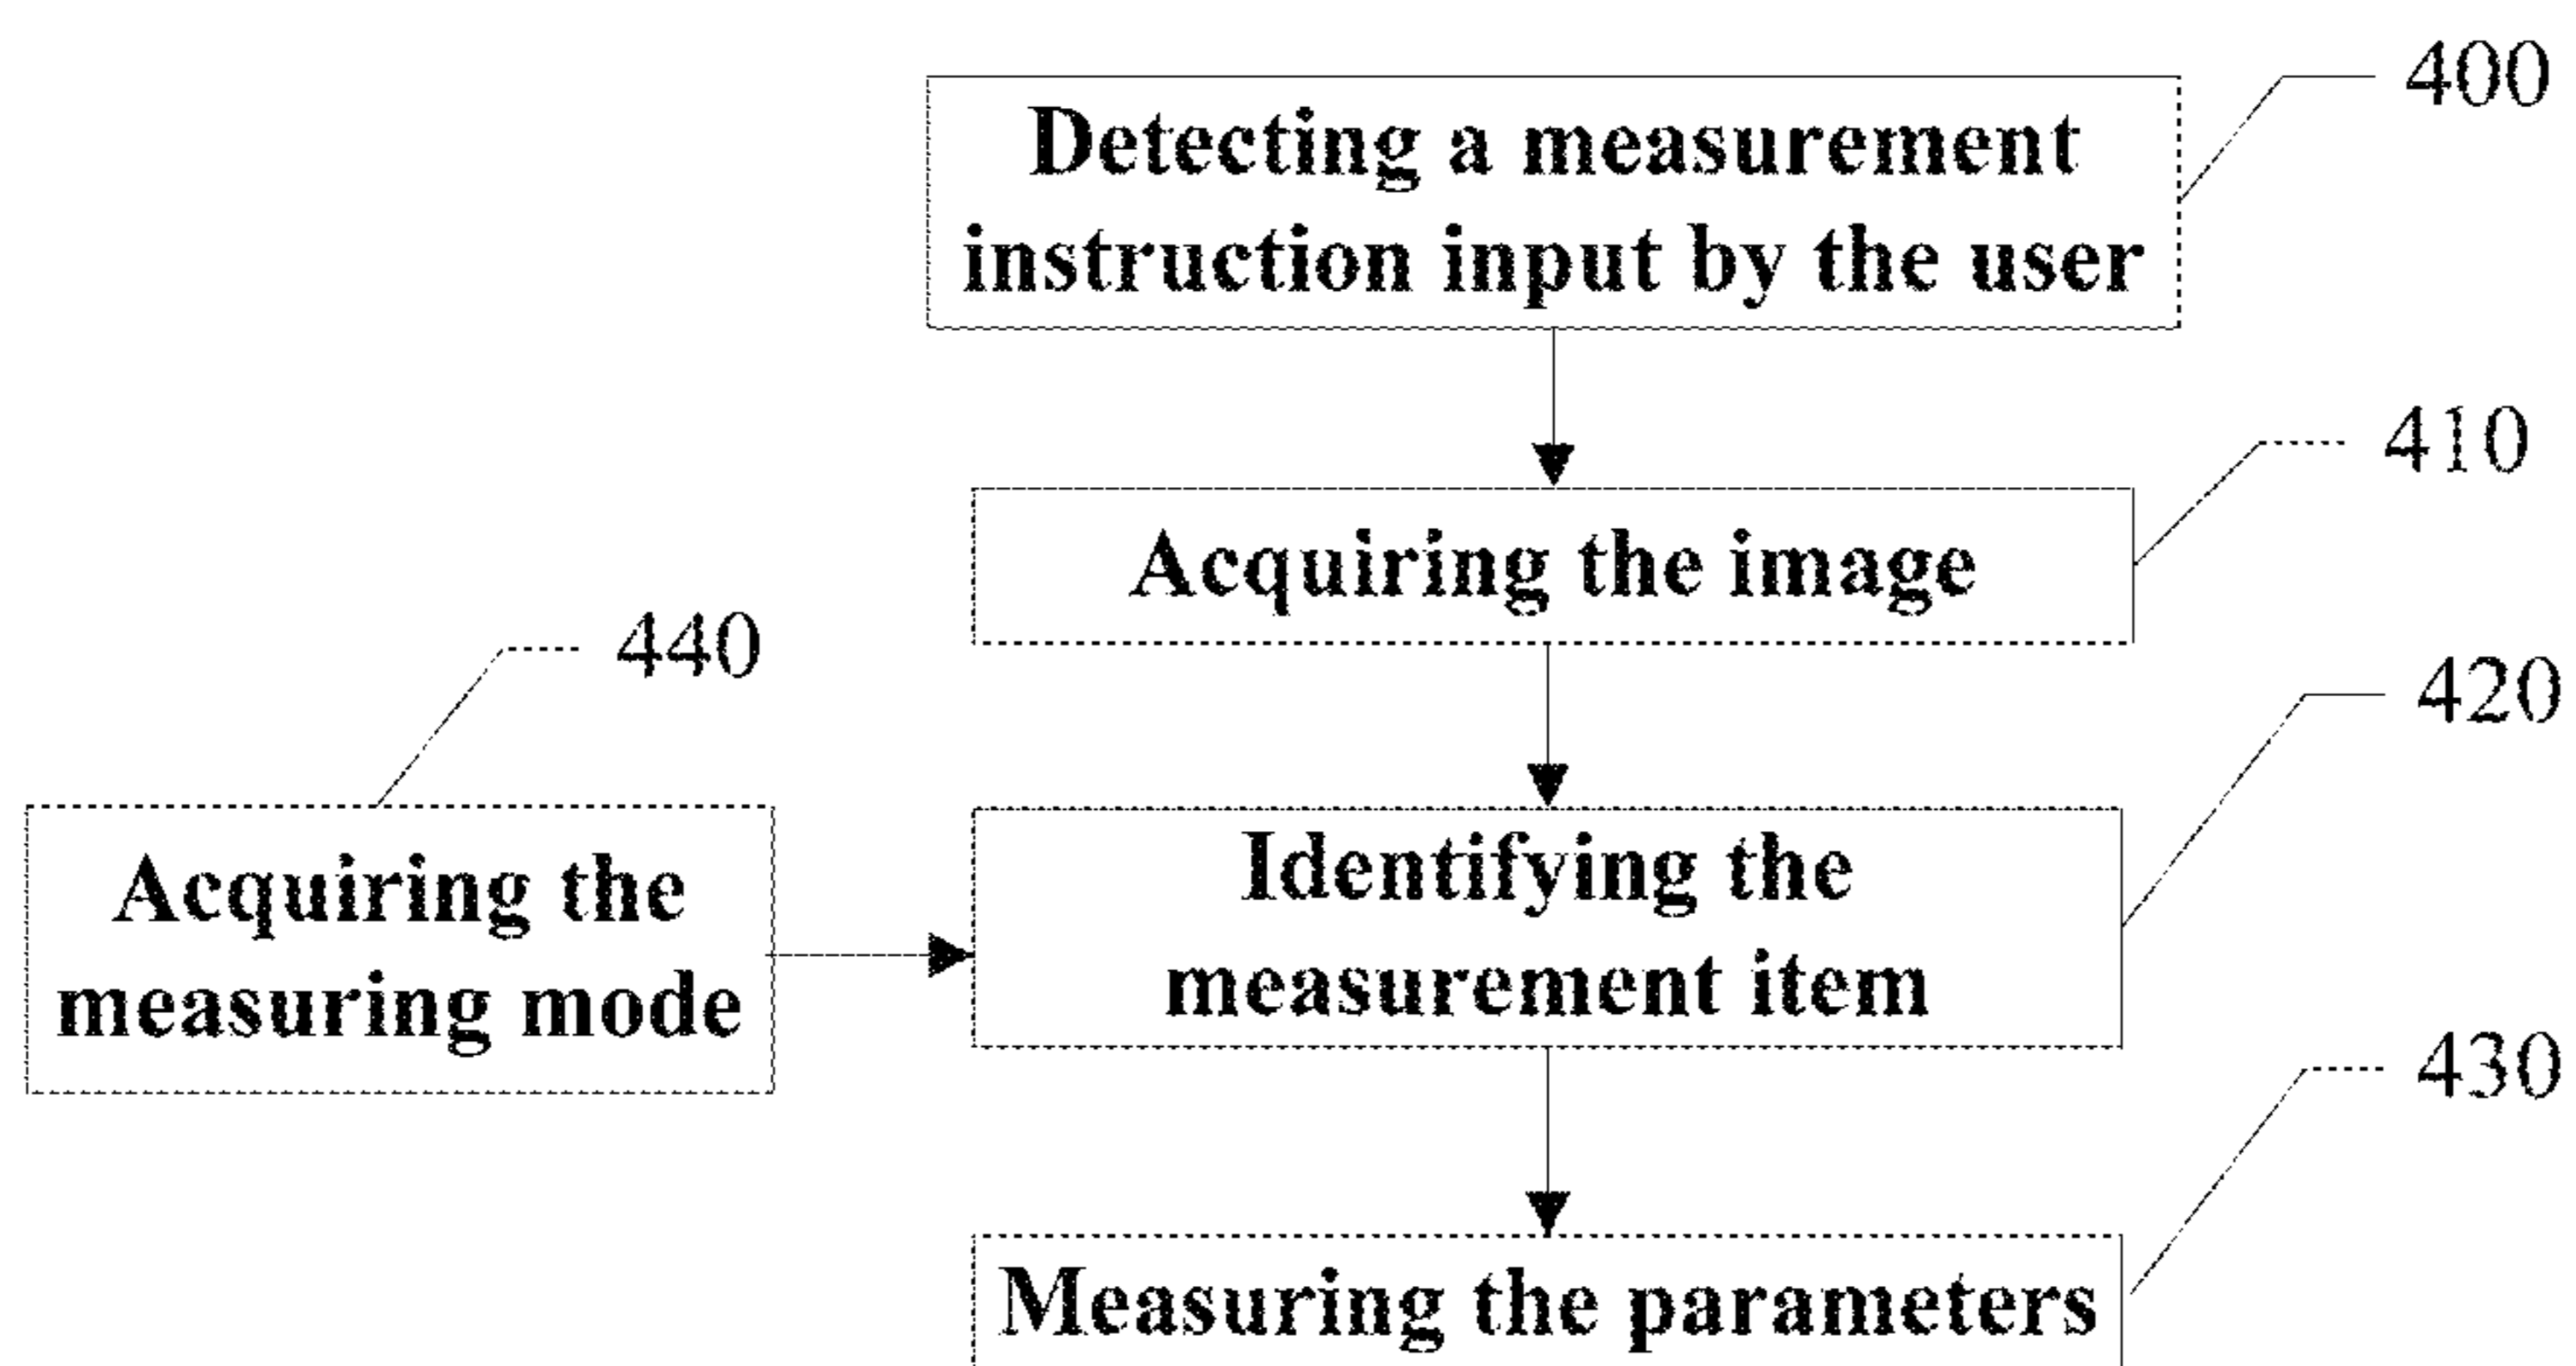 400
Detecting a measurement
instruction input by the user
410
Acquiring the image
440
420
Acquiring the
measuring mode
Identifying the
measurement item
430
Measuring the parameters